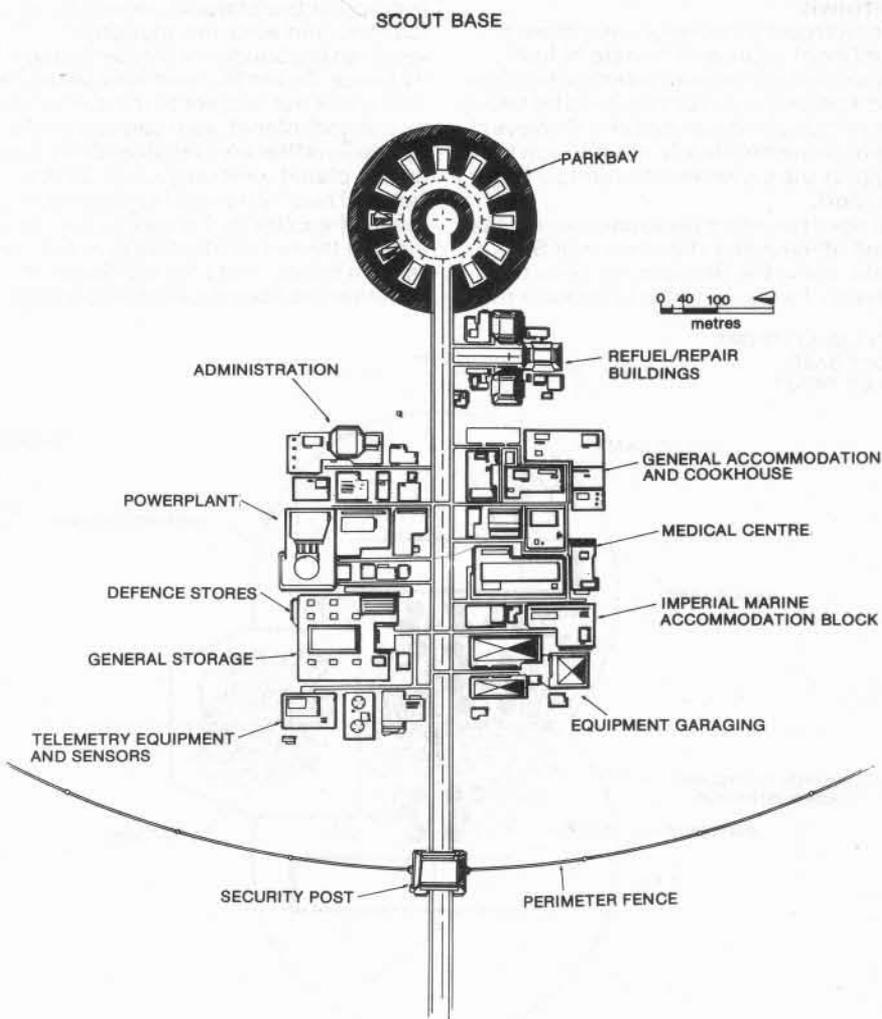 SCOUT BASE
PARKBAY
0 40 100
metres
REFUEL/REPAIR
BUILDINGS
ADMINISTRATION
GENERAL ACCOMMODATION
AND COOKHOUSE
POWERPLANT
MEDICAL CENTRE
DEFENCE STORES
IMPERIAL MARINE
ACCOMMODATION BLOCK
GENERAL STORAGE
EQUIPMENT GARAGING
TELEMETRY EQUIPMENT
AND SENSORS
SECURITY POST
PERIMETER FENCE